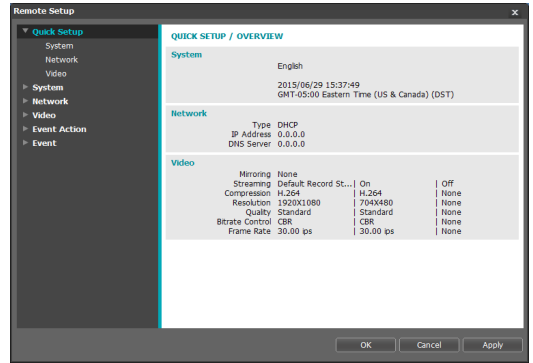 Remote Setup
x
Quick Setup
System
Network
Video
System
Network
Video
Event Action
Event
QUICK SETUP / OVERVIEW
System
English
2015/06/29 15:37:49
GMT-05:00 Eastern Time (US & Canada) (DST)
Network
Type DHCP
IP Address 0.0.0.0
DNS Server 0.0.0.0
Video
Mirroring None
Streaming Default Record St... | On | Off
Compression H.264 | H.264 | None
Resolution 1920X1080 | 704X480 | None
Quality Standard | Standard | None
Bitrate Control CBR | CBR | None
Frame Rate 30.00 ips | 30.00 ips | None
OK Cancel Apply